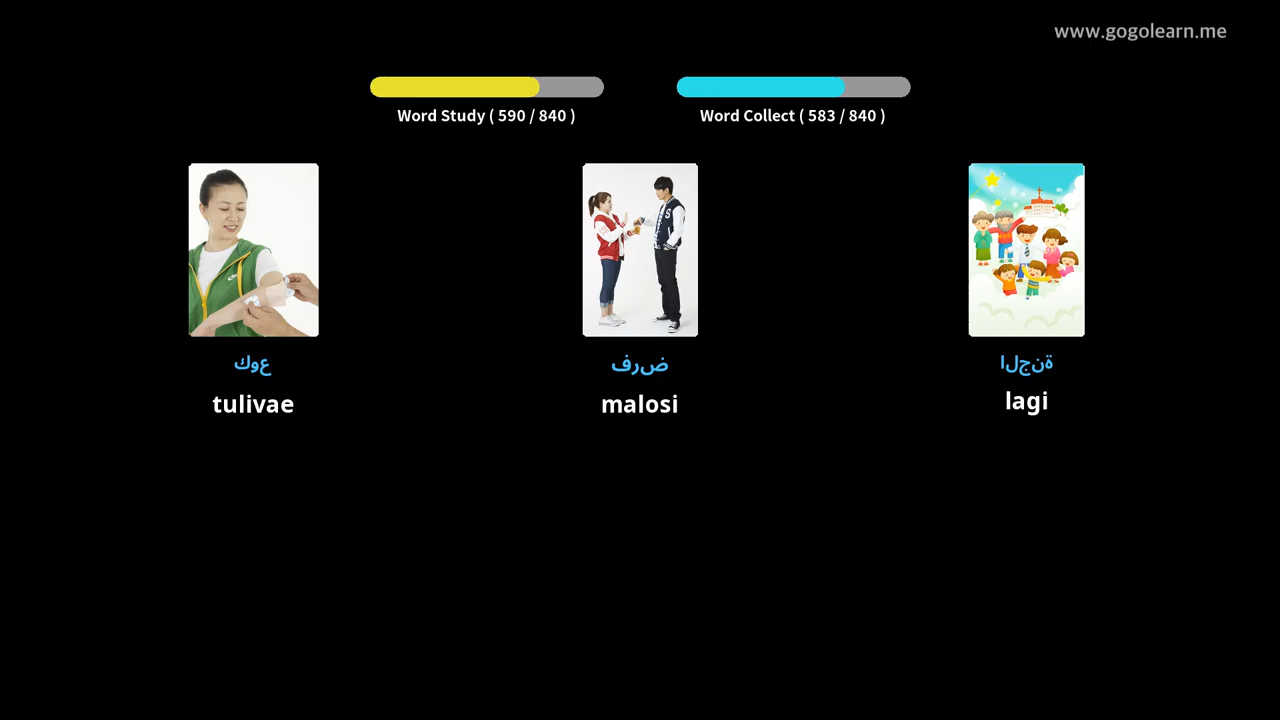 www.gogolearn.me
Word Study ( 590 / 840 )
Word Collect ( 583 / 840 )
كوع
فرض
الجنة
tulivae
malosi
lagi